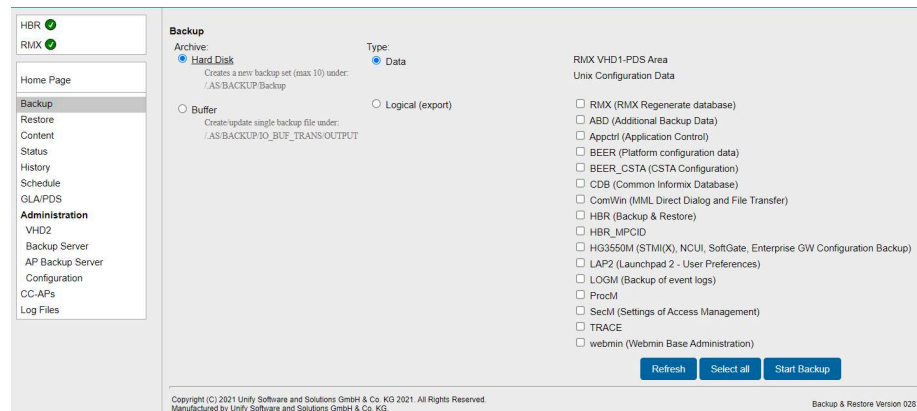 HBR
RMX
Home Page
Backup
Restore
Content
Status
History
Schedule
GLA/PDS
Administration
VHD2
Backup Server
AP Backup Server
Configuration
CC-APs
Log Files
Backup
Archive:
Hard Disk
Creates a new backup set (max 10) under:
/.AS/BACKUP/Backup
Buffer
Create/update single backup file under:
/.AS/BACKUP/IO_BUF_TRANS/OUTPUT
Type:
Data
Logical (export)
RMX VHD1-PDS Area
Unix Configuration Data
RMX (RMX Regenerate database)
ABD (Additional Backup Data)
Appctrl (Application Control)
BEER (Platform configuration data)
BEER_CSTA (CSTA Configuration)
CDB (Common Informix Database)
ComWin (MML Direct Dialog and File Transfer)
HBR (Backup & Restore)
HBR_MPCID
HG3550M (STMI(X), NCUI, SoftGate, Enterprise GW Configuration Backup)
LAP2 (Launchpad 2 - User Preferences)
LOGM (Backup of event logs)
ProcM
SecM (Settings of Access Management)
TRACE
webmin (Webmin Base Administration)
Refresh
Select all
Start Backup
Copyright (C) 2021 Unify Software and Solutions GmbH & Co. KG 2021. All Rights Reserved.
Manufactured by Unify Software and Solutions GmbH & Co. KG.
Backup & Restore Version 028